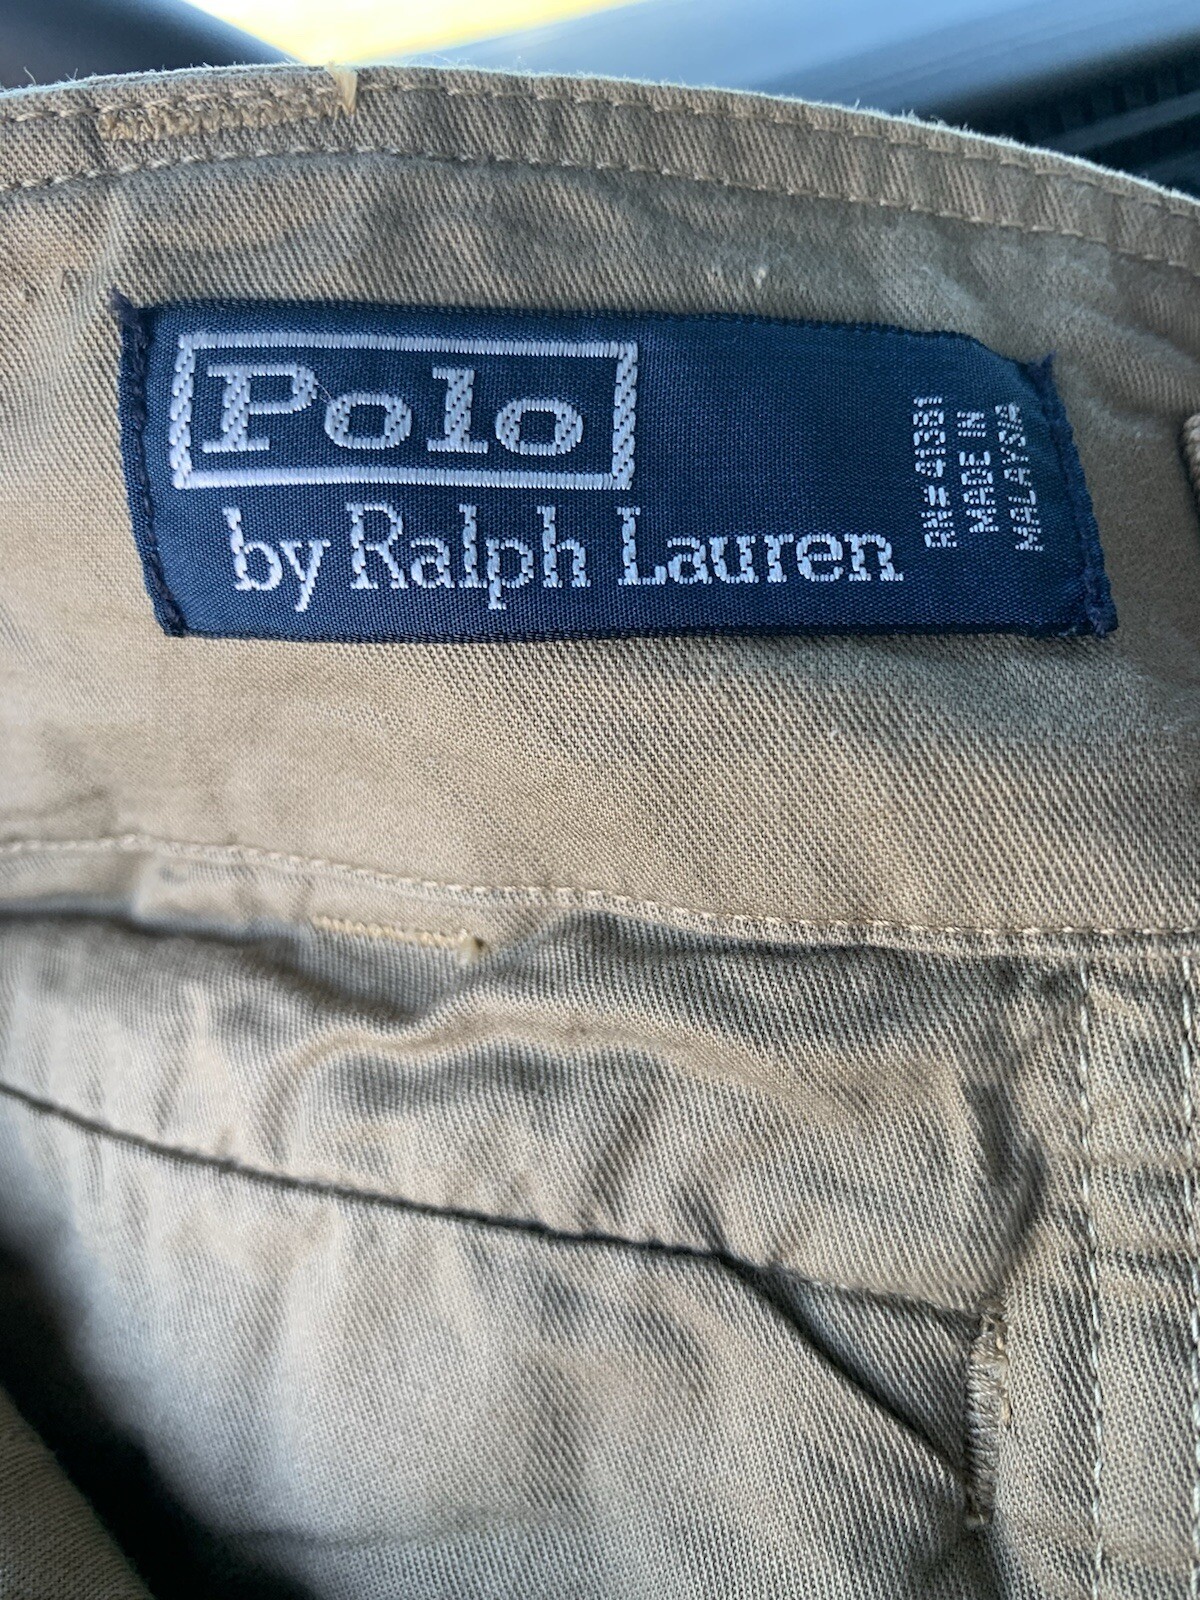 Polo
by Ralph Lauren
RN# 41381
MADE IN
MALAYSIA